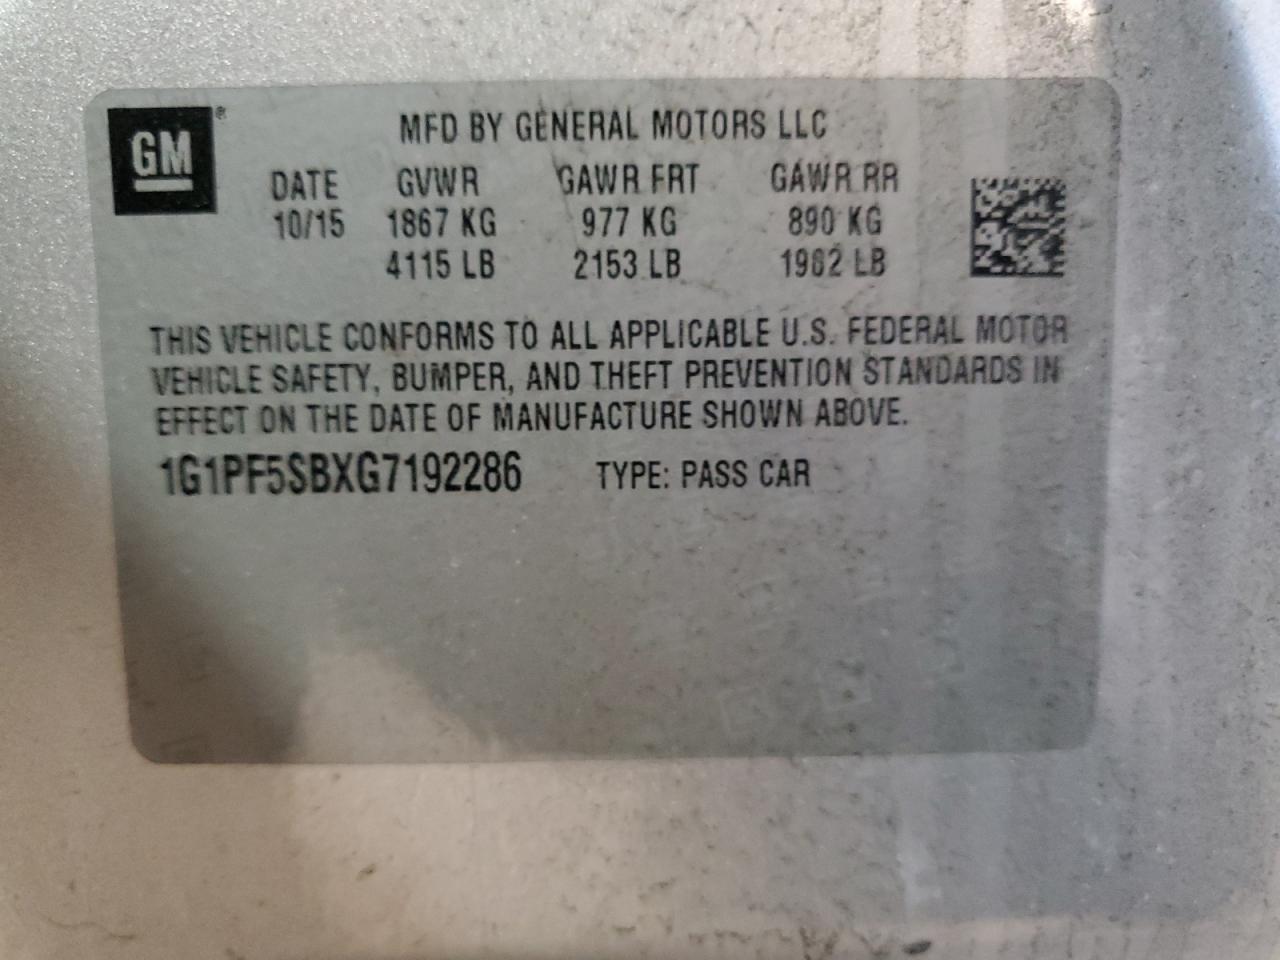 GM®
MFD BY GENERAL MOTORS LLC
DATE GVWR GAWR FRT GAWR RR
10/15 1867 KG 977 KG 890 KG
4115 LB 2153 LB 1962 LB
THIS VEHICLE CONFORMS TO ALL APPLICABLE U.S. FEDERAL MOTOR
VEHICLE SAFETY, BUMPER, AND THEFT PREVENTION STANDARDS IN
EFFECT ON THE DATE OF MANUFACTURE SHOWN ABOVE.
1G1PF5SBXG7192286 TYPE: PASS CAR